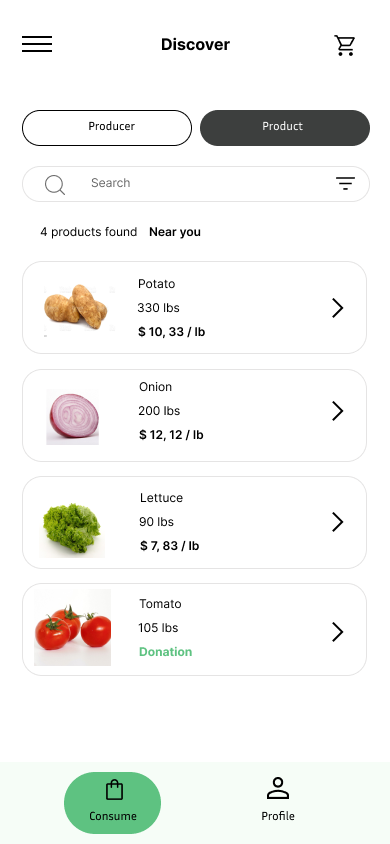 Discover
Producer
Product
Search
4 products found Near you
Potato
330 lbs
$ 10, 33 / lb
Onion
200 lbs
$ 12, 12 / lb
Lettuce
90 lbs
$ 7, 83 / lb
Tomato
105 lbs
Donation
Consume
Profile